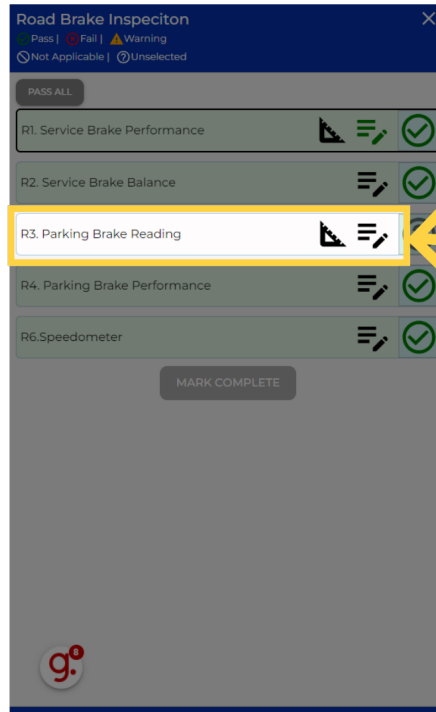 Road Brake Inspeciton
Pass | Fail | Warning
Not Applicable | Unselected
PASS ALL
R1. Service Brake Performance
R2. Service Brake Balance
R3. Parking Brake Reading
R4. Parking Brake Performance
R6.Speedometer
MARK COMPLETE
g.
8